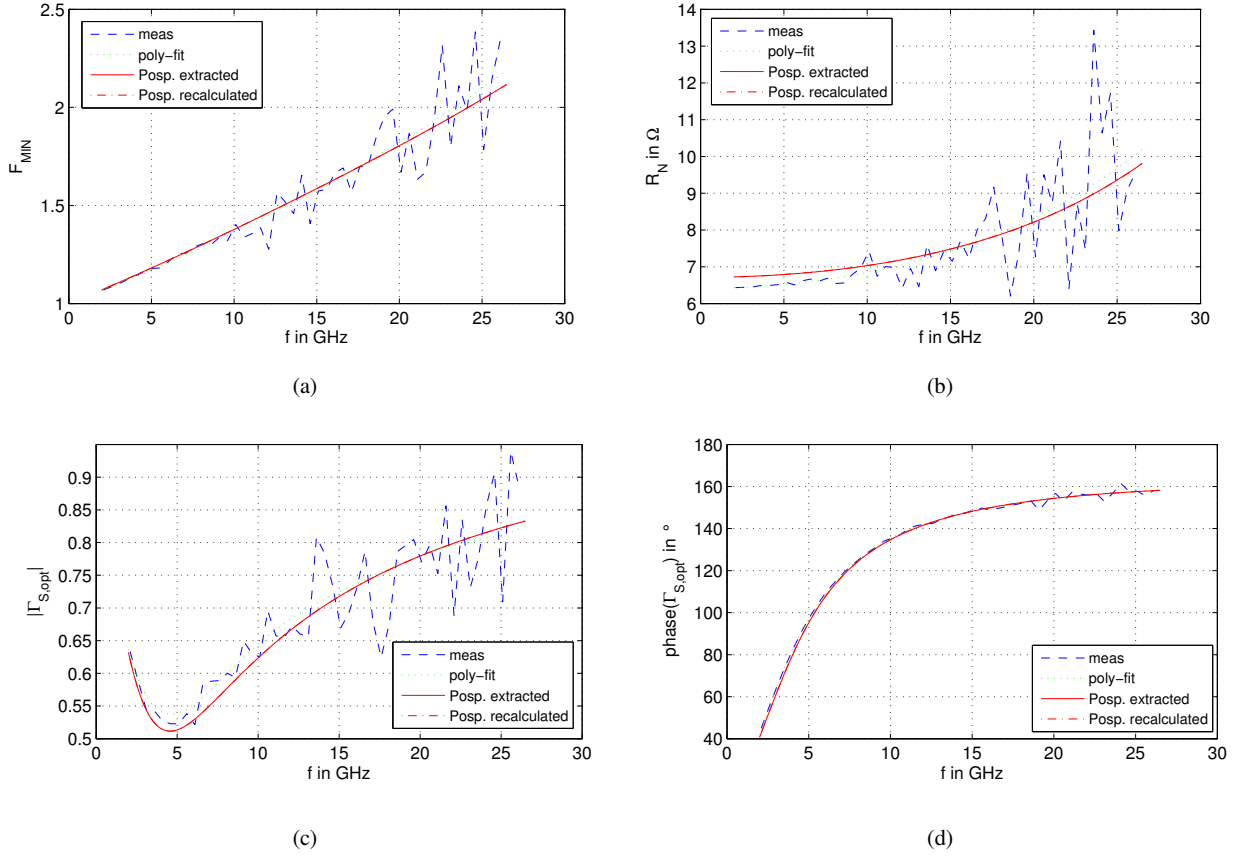 2.5
2
1.5
1
F_MIN
meas
poly−fit
Posp. extracted
Posp. recalculated
0 5 10 15 20 25 30
f in GHz
(a)
14
13
12
11
10
9
8
7
6
R_N in Ω
meas
poly−fit
Posp. extracted
Posp. recalculated
0 5 10 15 20 25 30
f in GHz
(b)
0.9
0.85
0.8
0.75
0.7
0.65
0.6
0.55
0.5
|Γ_S,opt|
meas
poly−fit
Posp. extracted
Posp. recalculated
0 5 10 15 20 25 30
f in GHz
(c)
180
160
140
120
100
80
60
40
phase(Γ_S,opt) in °
meas
poly−fit
Posp. extracted
Posp. recalculated
0 5 10 15 20 25 30
f in GHz
(d)